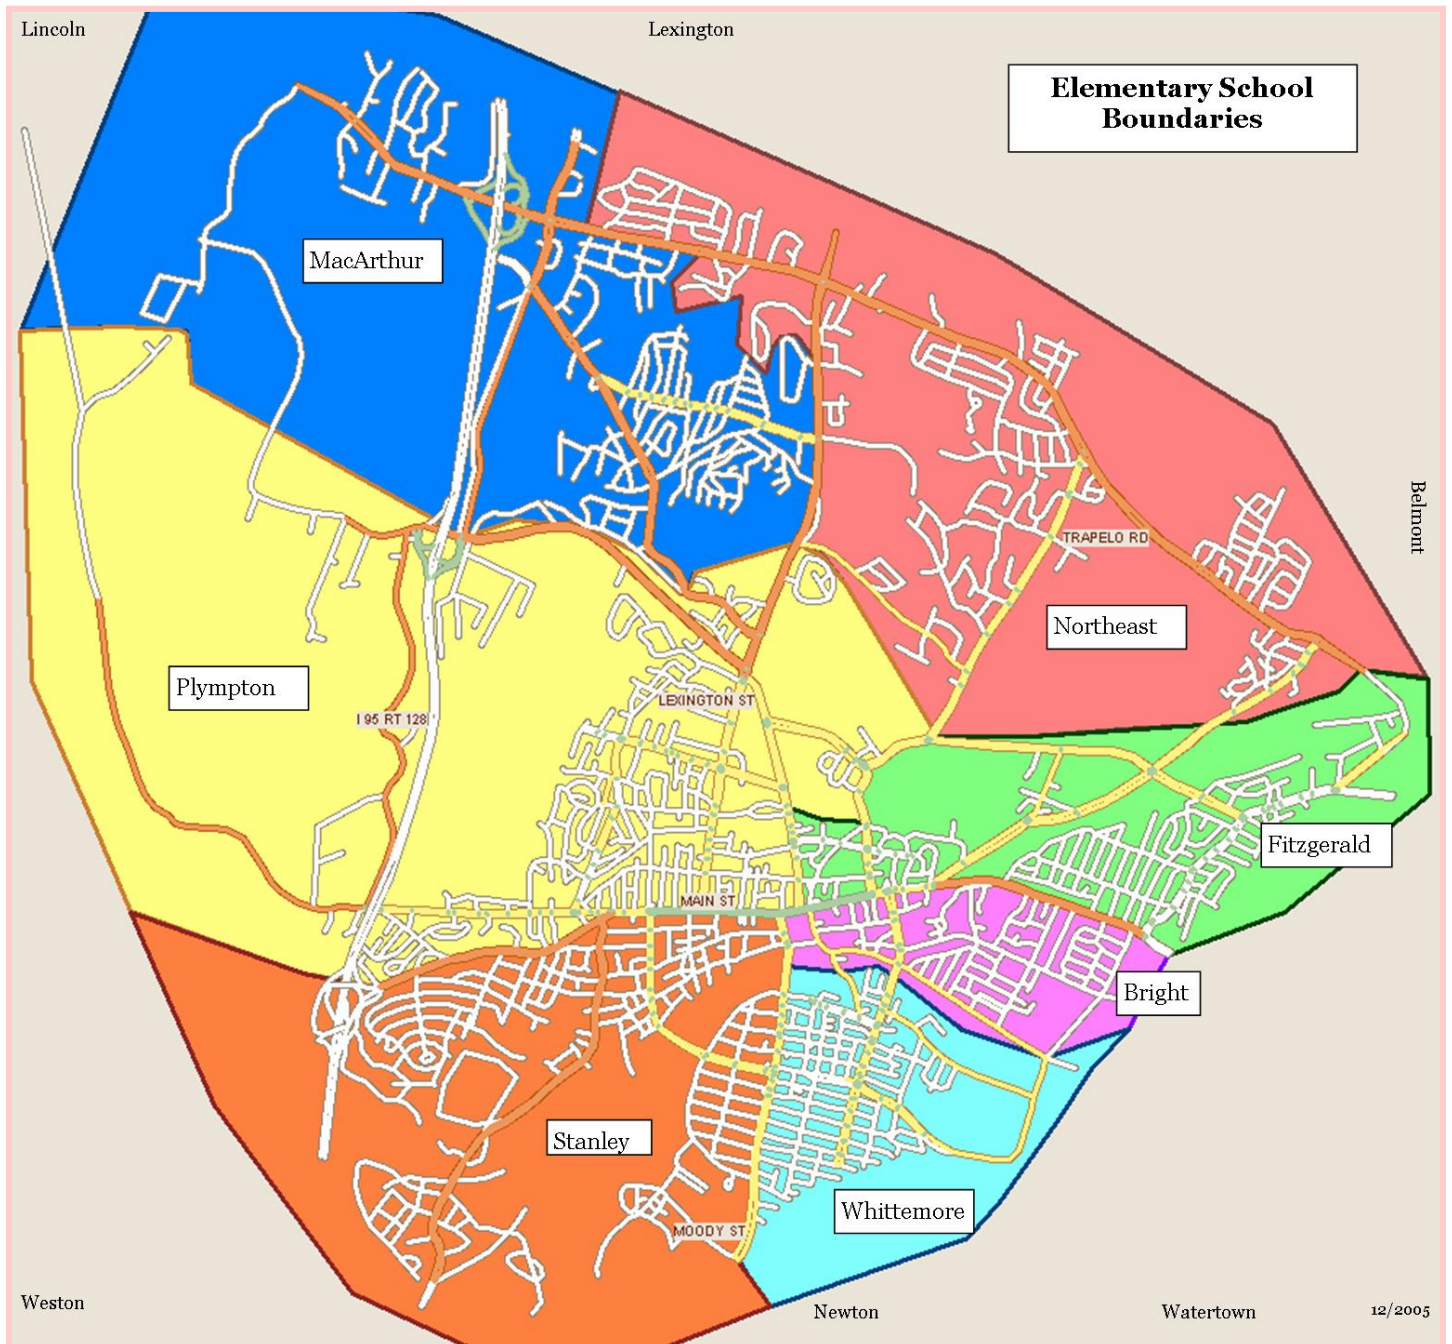 Lincoln
Lexington
Elementary School
Boundaries
MacArthur
Belmont
TRAPELO RD
Northeast
Plympton
LEXINGTON ST
I 95 RT 128
Fitzgerald
MAIN ST
Bright
Stanley
Whittemore
MOODY ST
Weston
Newton
Watertown
12/2005